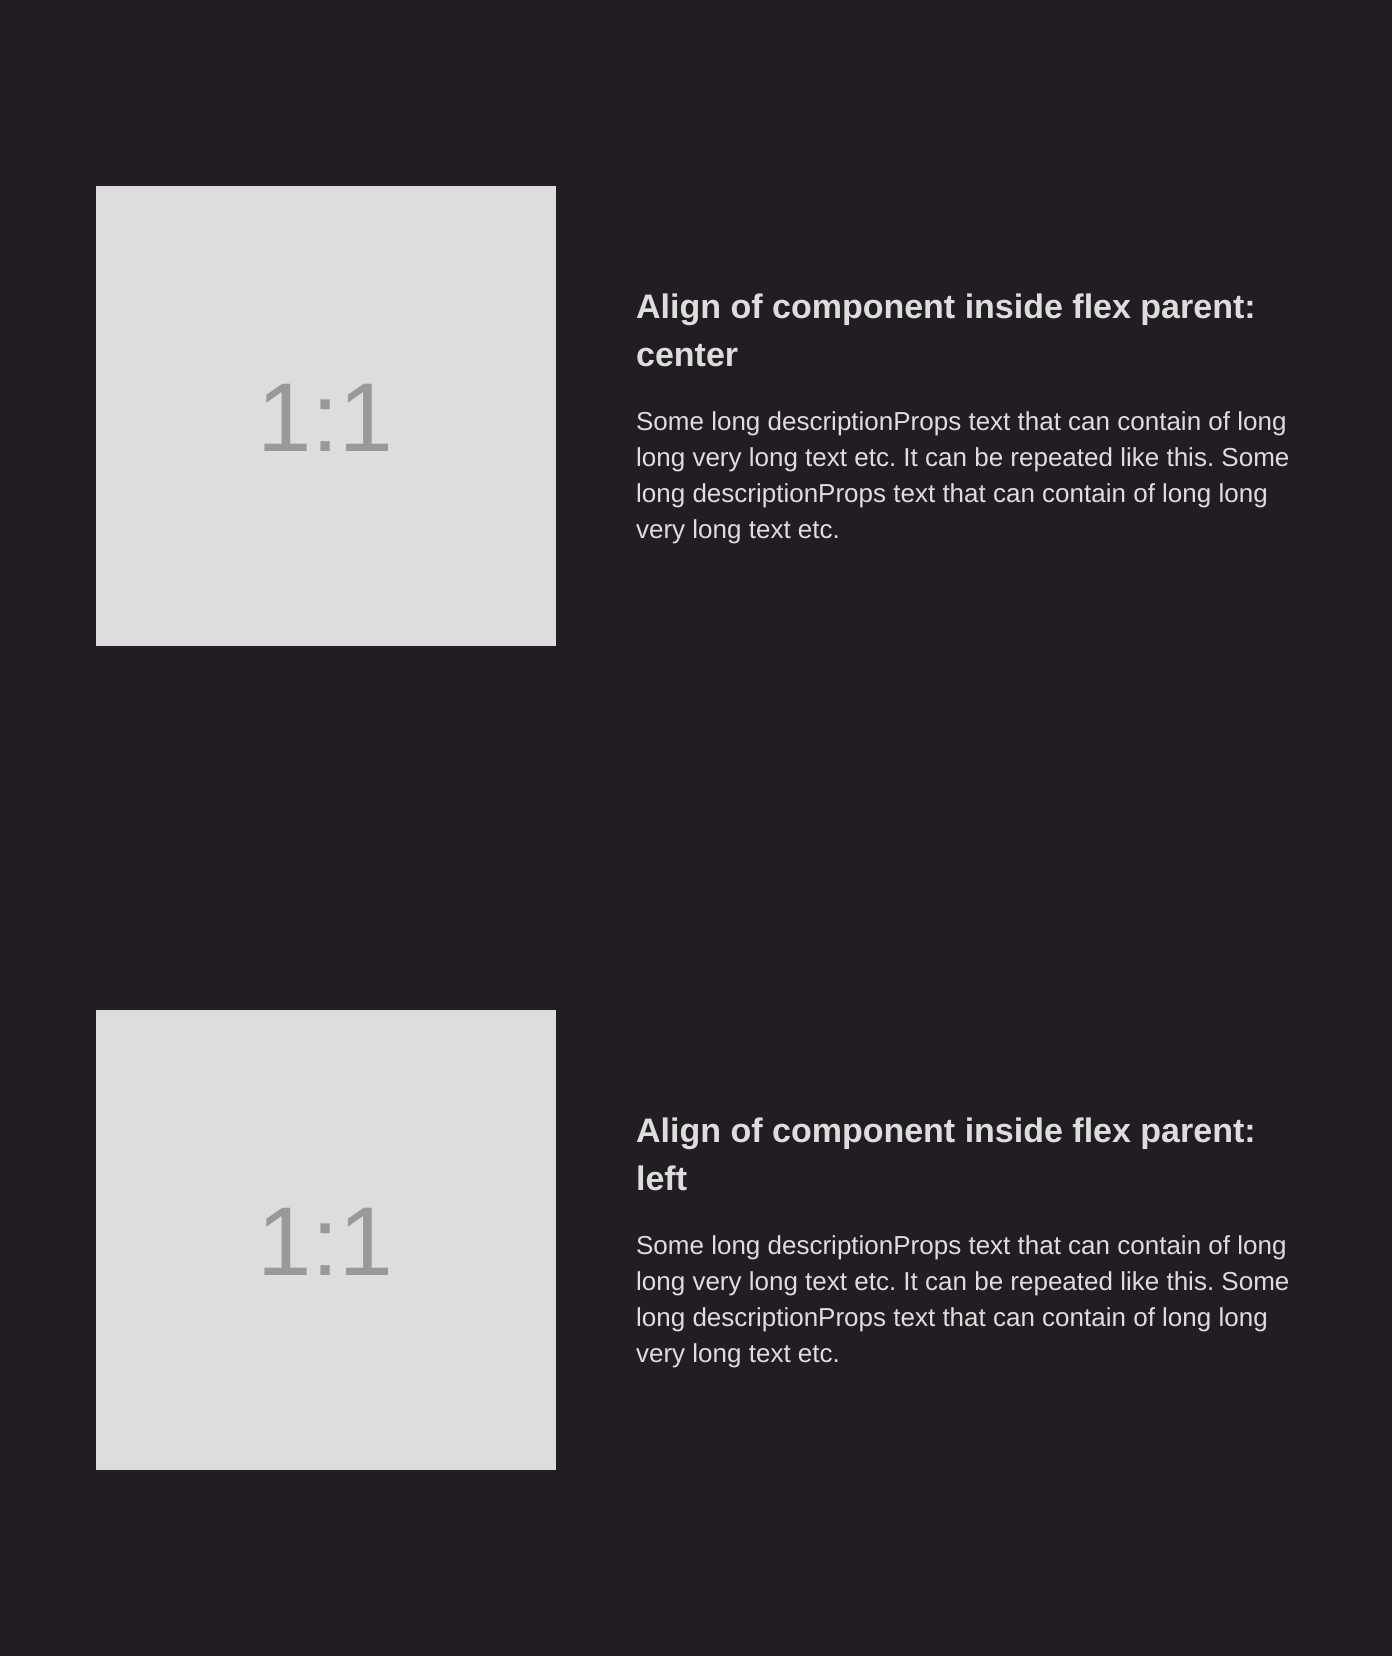 1:1
Align of component inside flex parent:
center
Some long descriptionProps text that can contain of long
long very long text etc. It can be repeated like this. Some
long descriptionProps text that can contain of long long
very long text etc.
1:1
Align of component inside flex parent:
left
Some long descriptionProps text that can contain of long
long very long text etc. It can be repeated like this. Some
long descriptionProps text that can contain of long long
very long text etc.